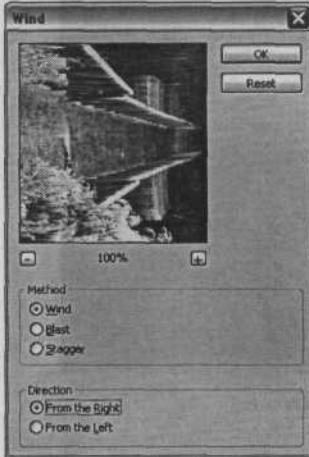 Wind
OK
Reset
100%
Method
Wind
Blast
Stagger
Direction
From the Right
From the Left